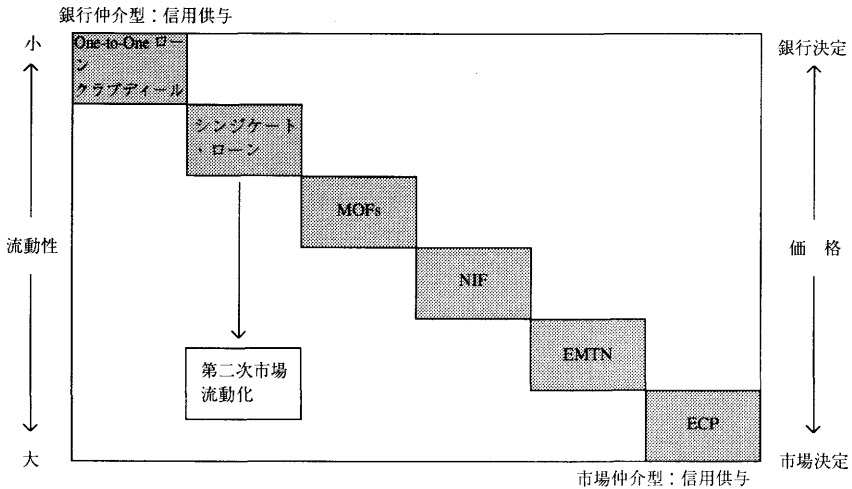 銀行仲介型：信用供与
小
One-to-One ロー
ン
クラブディール
銀行決定
シンジケート
・ローン
MOFs
流動性
価 格
NIF
EMTN
第二次市場
流動化
ECP
大
市場決定
市場仲介型：信用供与